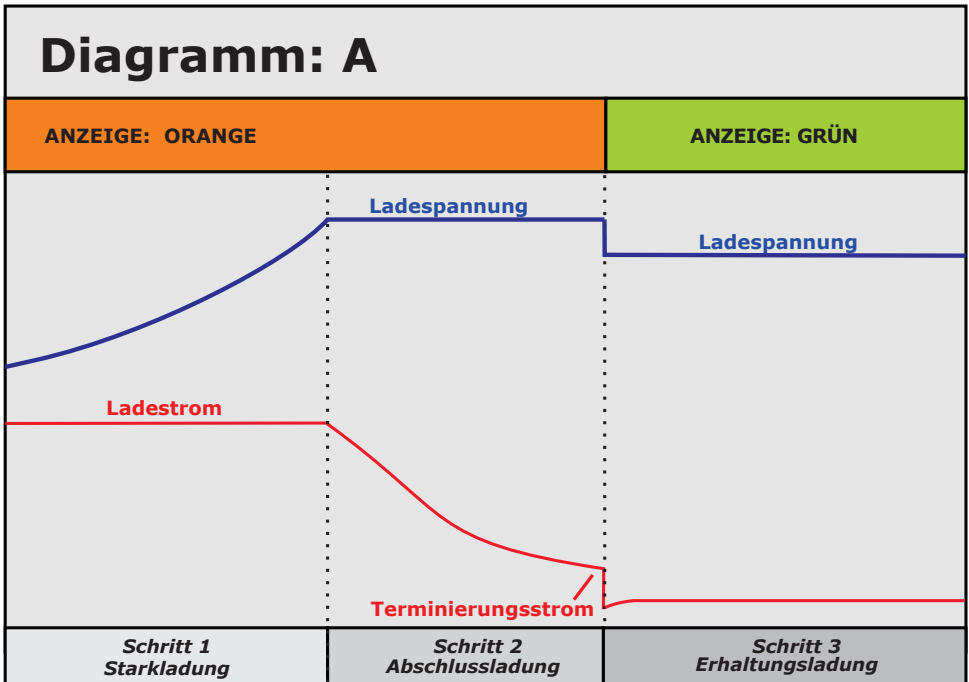 Diagramm: A
ANZEIGE: ORANGE
ANZEIGE: GRÜN
Ladespannung
Ladespannung
Ladestrom
Terminierungsstrom
Schritt 1
Starkladung
Schritt 2
Abschlussladung
Schritt 3
Erhaltungsladung